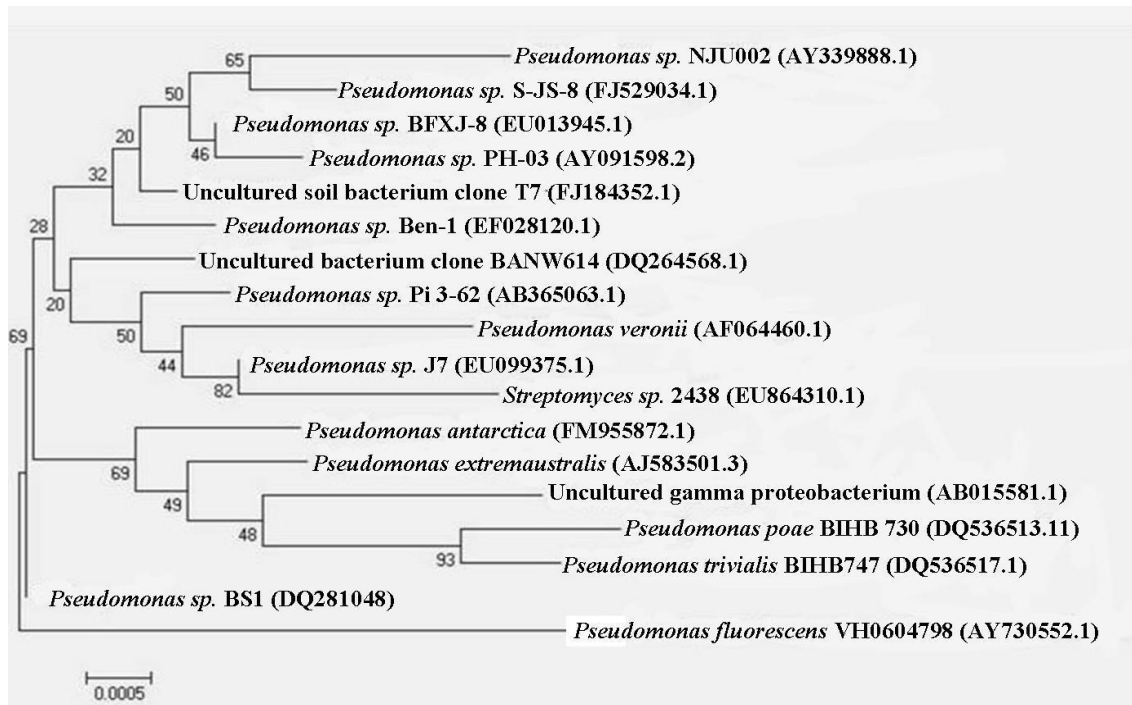 65
Pseudomonas sp. NJU002 (AY339888.1)
Pseudomonas sp. S-JS-8 (FJ529034.1)
50
Pseudomonas sp. BFXJ-8 (EU013945.1)
20
46
Pseudomonas sp. PH-03 (AY091598.2)
32
Uncultured soil bacterium clone T7 (FJ184352.1)
28
Pseudomonas sp. Ben-1 (EF028120.1)
Uncultured bacterium clone BANW614 (DQ264568.1)
20
Pseudomonas sp. Pi 3-62 (AB365063.1)
69
50
Pseudomonas veronii (AF064460.1)
44
Pseudomonas sp. J7 (EU099375.1)
82
Streptomyces sp. 2438 (EU864310.1)
Pseudomonas antarctica (FM955872.1)
69
Pseudomonas extremaustralis (AJ583501.3)
49
Uncultured gamma proteobacterium (AB015581.1)
48
Pseudomonas poae BIHB 730 (DQ536513.11)
93
Pseudomonas trivialis BIHB747 (DQ536517.1)
Pseudomonas sp. BS1 (DQ281048)
Pseudomonas fluorescens VH0604798 (AY730552.1)
0.0005